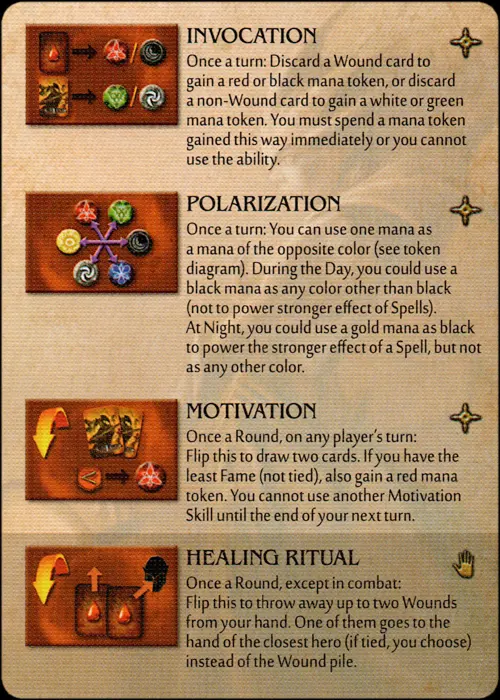 INVOCATION
Once a turn: Discard a Wound card to
gain a red or black mana token, or discard
a non-Wound card to gain a white or green
mana token. You must spend a mana token
gained this way immediately or you cannot
use the ability.
POLARIZATION
Once a turn: You can use one mana as
a mana of the opposite color (see token
diagram). During the Day, you could use a
black mana as any color other than black
(not to power stronger effect of Spells).
At Night, you could use a gold mana as black
to power the stronger effect of a Spell, but not
as any other color.
MOTIVATION
Once a Round, on any player's turn:
Flip this to draw two cards. If you have the
least Fame (not tied), also gain a red mana
token. You cannot use another Motivation
Skill until the end of your next turn.
HEALING RITUAL
Once a Round, except in combat:
Flip this to throw away up to two Wounds
from your hand. One of them goes to the
hand of the closest hero (if tied, you choose)
instead of the Wound pile.